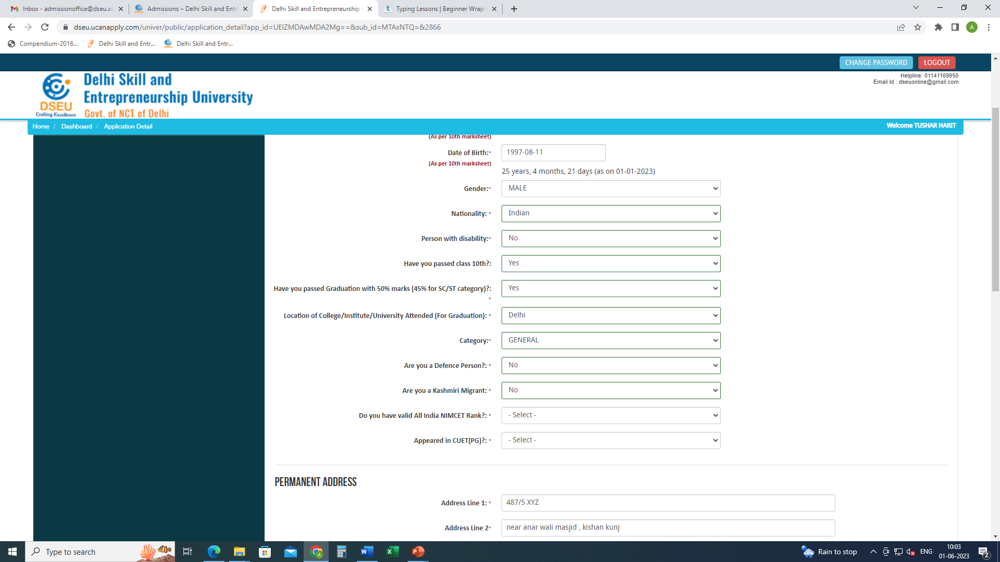 Inbox - admissionoffice@dseu.ac
Admissions – Delhi Skill and Entr
Delhi Skill and Entrepreneurship
Typing Lessons | Beginner Wrap-
dseu.ucanapply.com/univer/public/application_detail?app_id=UEIZMDAwMDA2Mg==&sub_id=MTAxNTQ=&2866
A
Compendium-2016...
Delhi Skill and Entr...
Delhi Skill and Entr...
CHANGE PASSWORD
LOGOUT
Helpline: 01141169950
Email Id : dseuonline@gmail.com
DSEU
Crafting Excellence
Delhi Skill and
Entrepreneurship University
Govt. of NCT of Delhi
Home / Dashboard / Application Detail
Welcome TUSHAR HARIT
(As per 10th marksheet)
Date of Birth:* 1997-08-11
(As per 10th marksheet)
25 years, 4 months, 21 days (as on 01-01-2023)
Gender:* MALE
Nationality: * Indian
Person with disability:* No
Have you passed class 10th?: Yes
Have you passed Graduation with 50% marks (45% for SC/ST category)?: Yes
*
Location of College/Institute/University Attended (For Graduation): * Delhi
Category:* GENERAL
Are you a Defence Person?: * No
Are you a Kashmiri Migrant: * No
Do you have valid All India NIMCET Rank?: * - Select -
Appeared in CUET(PG)?: * - Select -
PERMANENT ADDRESS
Address Line 1: * 487/5 XYZ
Address Line 2* near anar wali masjid , kishan kunj
Type to search
Rain to stop
ENG
10:03
01-06-2023
2